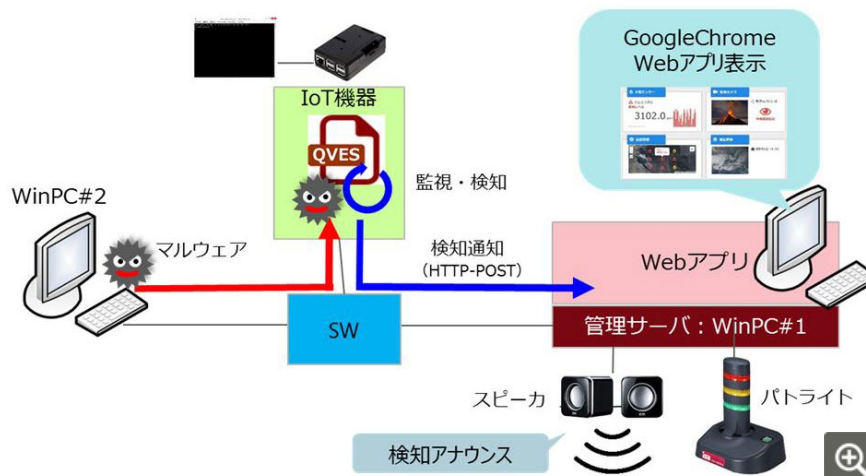 GoogleChrome
Webアプリ表示
3102.0
IoT機器
QVES
監視・検知
WinPC#2
マルウェア
検知通知
(HTTP-POST)
Webアプリ
SW
管理サーバ：WinPC#1
スピーカ
パトライト
検知アナウンス